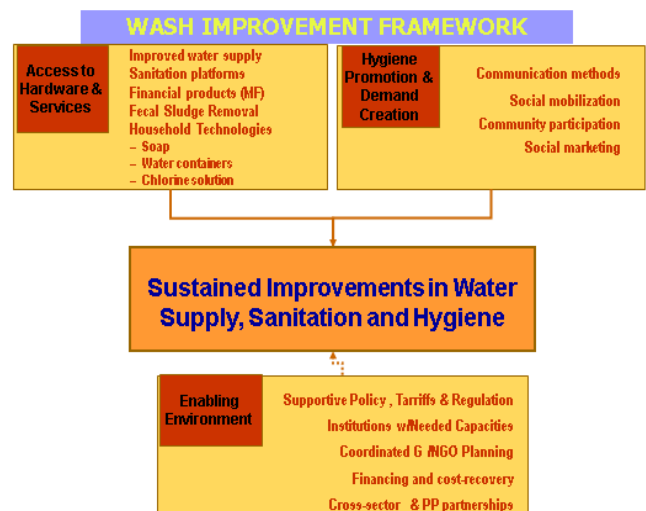 WASH IMPROVEMENT FRAMEWORK
Access to
Hardware &
Services
Improved water supply
Sanitation platforms
Financial products (MF)
Fecal Sludge Removal
Household Technologies
– Soap
– Water containers
– Chlorine solution
Hygiene
Promotion &
Demand
Creation
Communication methods
Social mobilization
Community participation
Social marketing
Sustained Improvements in Water
Supply, Sanitation and Hygiene
Enabling
Environment
Supportive Policy , Tarriffs & Regulation
Institutions w/Needed Capacities
Coordinated G /NGO Planning
Financing and cost-recovery
Cross-sector & PP partnerships